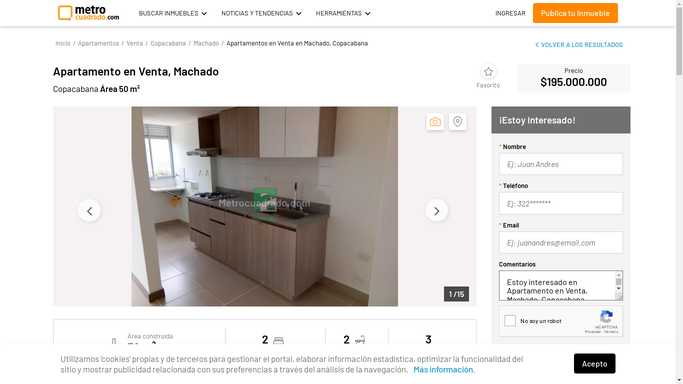 metro
cuadrado.com
BUSCAR INMUEBLES
NOTICIAS Y TENDENCIAS
HERRAMIENTAS
INGRESAR
Publica tu Inmueble
Inicio / Apartamentos / Venta / Copacabana / Machado / Apartamentos en Venta en Machado, Copacabana
VOLVER A LOS RESULTADOS
Apartamento en Venta, Machado
Copacabana Área 50 m²
Favorito
Precio
$195.000.000
Metrocuadrado.com
1 /15
¡Estoy Interesado!
* Nombre
Ej: Juan Andres
* Teléfono
Ej: 322*******
* Email
Ej: juanandres@email.com
Comentarios
Estoy interesado en
Apartamento en Venta,
Machado, Copacabana
No soy un robot
reCAPTCHA
Privacidad - Términos
Área construida
2
2
3
Utilizamos 'cookies' propias y de terceros para gestionar el portal, elaborar información estadística, optimizar la funcionalidad del
sitio y mostrar publicidad relacionada con sus preferencias a través del análisis de la navegación. Más información.
Acepto